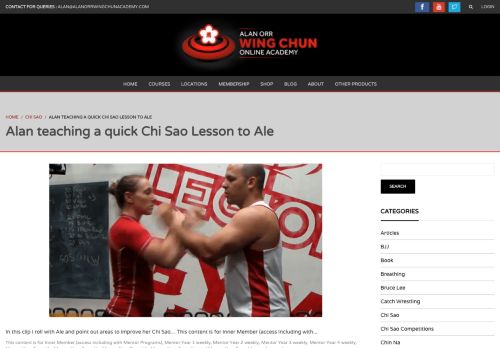 CONTACT FOR QUERIES : ALAN@ALANORRWINGCHUNACADEMY.COM
LOGIN
ALAN ORR
WING CHUN
ONLINE ACADEMY
HOME COURSES LOCATIONS MEMBERSHIP SHOP BLOG ABOUT OTHER PRODUCTS
HOME / CHI SAO / ALAN TEACHING A QUICK CHI SAO LESSON TO ALE
Alan teaching a quick Chi Sao Lesson to Ale
SEARCH
CATEGORIES
Articles
BJJ
Book
Breathing
Bruce Lee
Catch Wrestling
Chi Sao
Chi Sao Competitions
Chin Na
In this clip I roll with Ale and point out areas to improve her Chi Sao.... This content is for Inner Member (access including with...
This content is for Inner Member (access including with Mentor Programs), Mentor Year 1 weekly, Mentor Year 2 weekly, Mentor Year 3 weekly, Mentor Year 4 weekly,